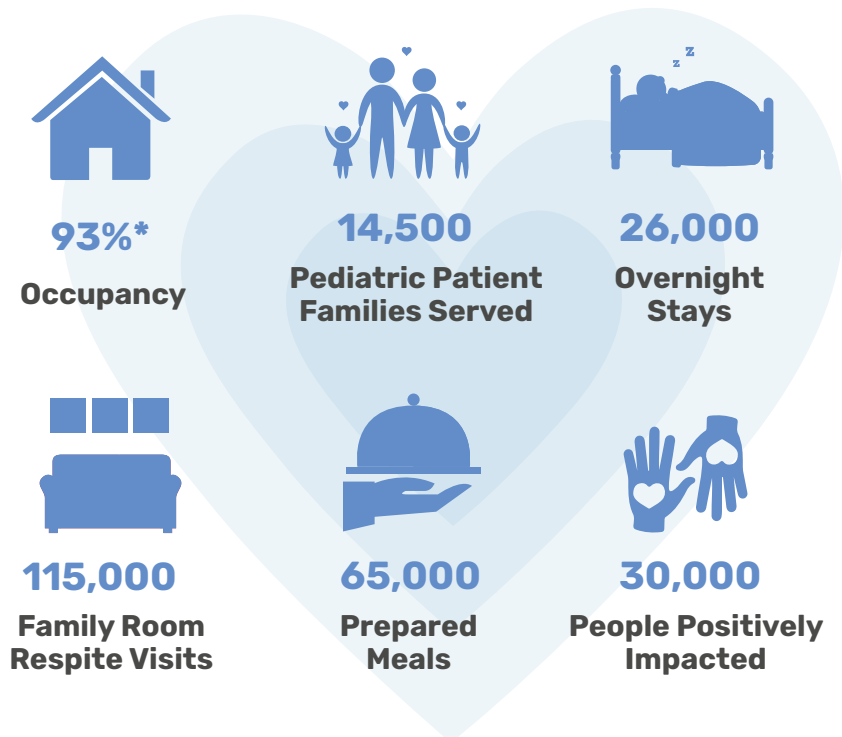 z
z
93%*
Occupancy
14,500
Pediatric Patient
Families Served
26,000
Overnight
Stays
115,000
Family Room
Respite Visits
65,000
Prepared
Meals
30,000
People Positively
Impacted